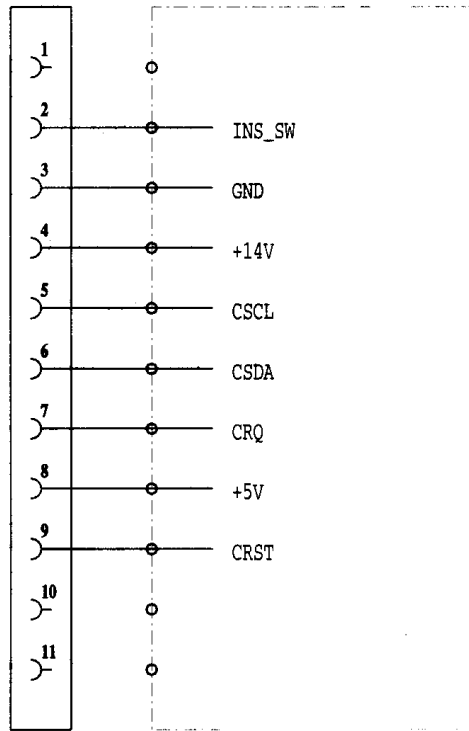 1
2 INS_SW
3 GND
4 +14V
5 CSCL
6 CSDA
7 CRQ
8 +5V
9 CRST
10
11